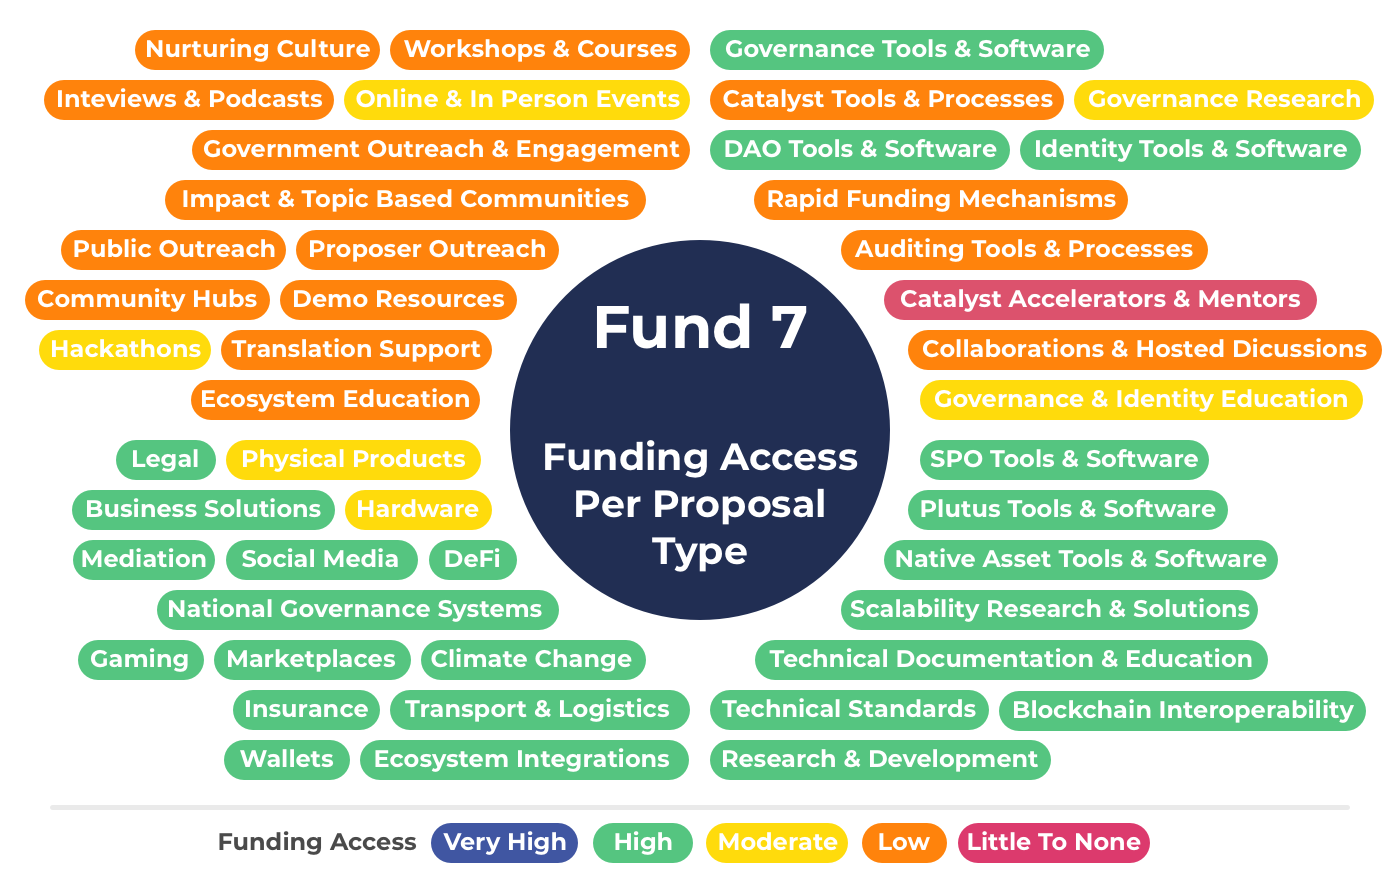 Nurturing Culture
Workshops & Courses
Inteviews & Podcasts
Online & In Person Events
Government Outreach & Engagement
Impact & Topic Based Communities
Public Outreach
Proposer Outreach
Community Hubs
Demo Resources
Hackathons
Translation Support
Ecosystem Education
Governance Tools & Software
Catalyst Tools & Processes
Governance Research
DAO Tools & Software
Identity Tools & Software
Rapid Funding Mechanisms
Auditing Tools & Processes
Catalyst Accelerators & Mentors
Collaborations & Hosted Dicussions
Governance & Identity Education
Fund 7
Funding Access
Per Proposal
Type
Legal
Physical Products
Business Solutions
Hardware
Mediation
Social Media
DeFi
National Governance Systems
Gaming
Marketplaces
Climate Change
Insurance
Transport & Logistics
Wallets
Ecosystem Integrations
SPO Tools & Software
Plutus Tools & Software
Native Asset Tools & Software
Scalability Research & Solutions
Technical Documentation & Education
Technical Standards
Blockchain Interoperability
Research & Development
Funding Access
Very High
High
Moderate
Low
Little To None